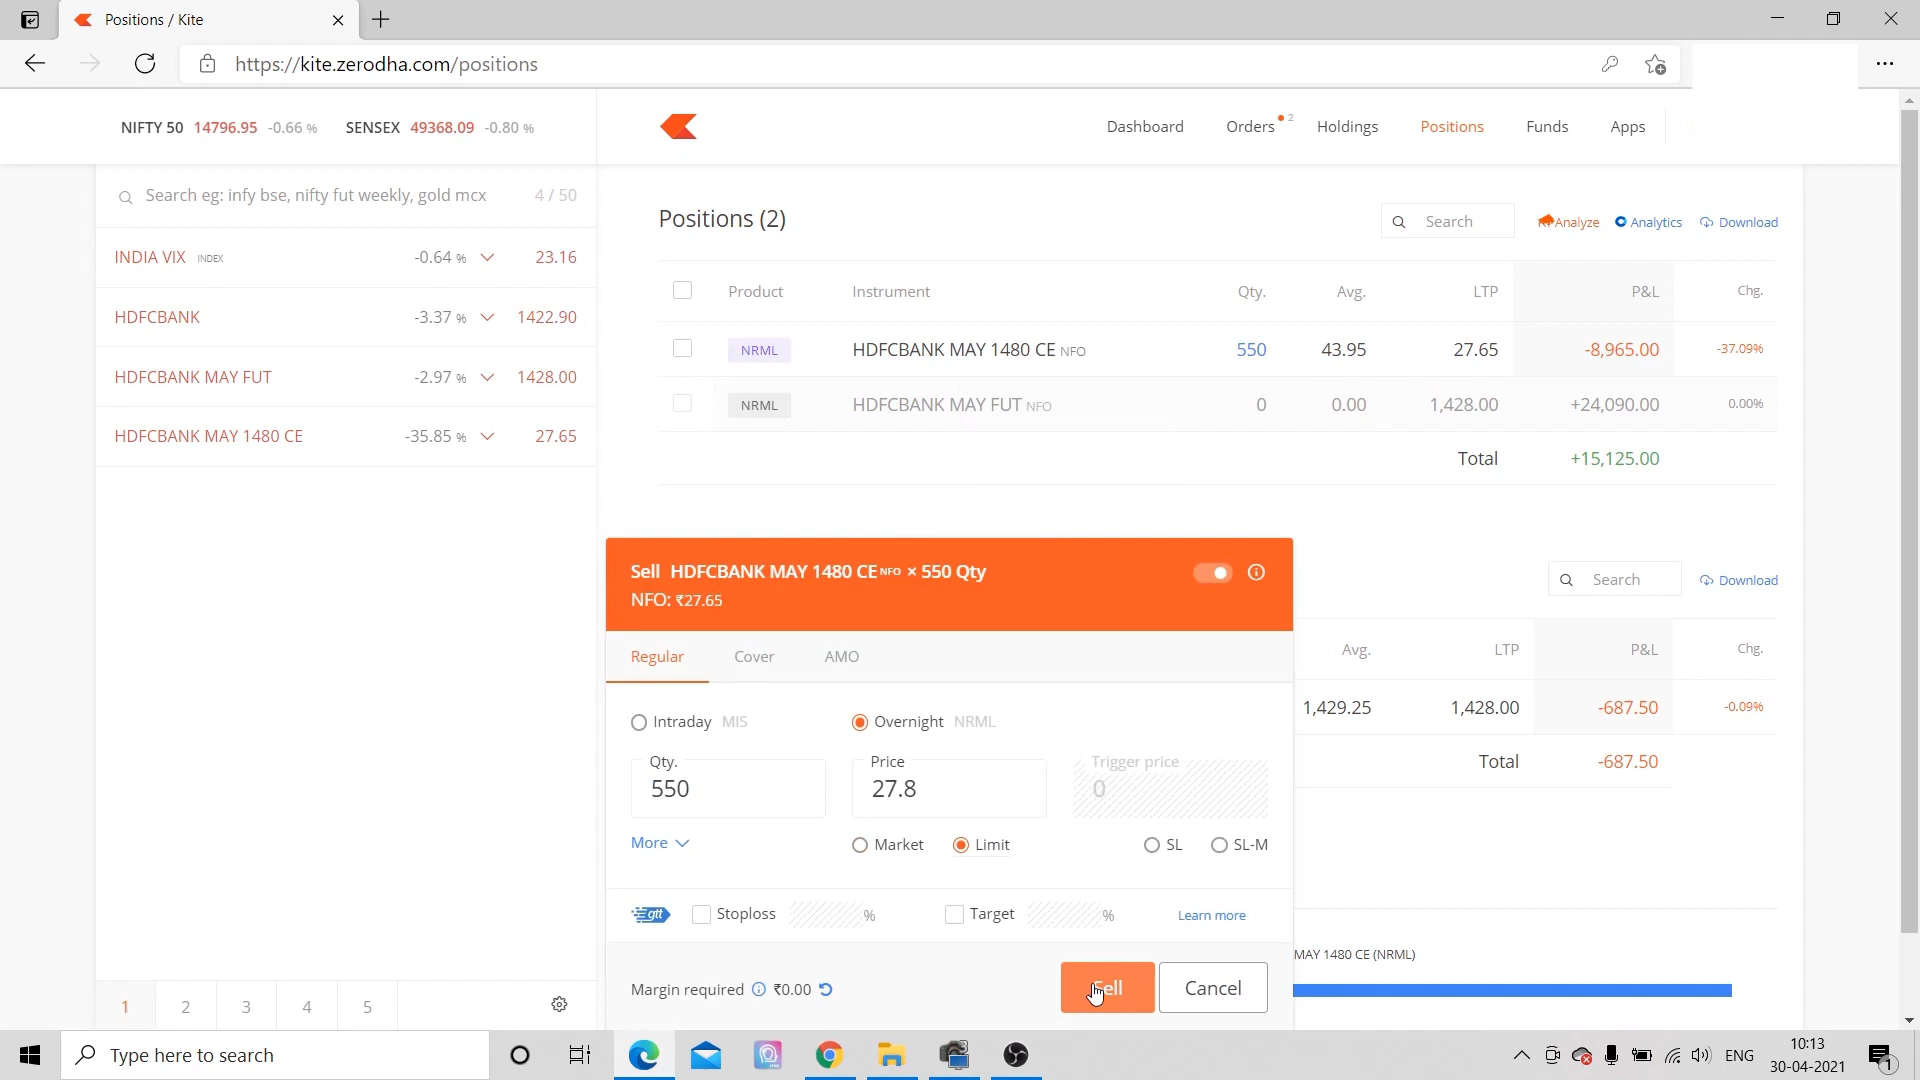 Positions / Kite
https://kite.zerodha.com/positions
NIFTY 50 14796.95 -0.66 % SENSEX 49368.09 -0.80 %
Dashboard Orders 2 Holdings Positions Funds Apps
Search eg: infy bse, nifty fut weekly, gold mcx 4 / 50
INDIA VIX INDEX -0.64 % 23.16
HDFCBANK -3.37 % 1422.90
HDFCBANK MAY FUT -2.97 % 1428.00
HDFCBANK MAY 1480 CE -35.85 % 27.65
1 2 3 4 5
Positions (2) Search Analyze Analytics Download
Product Instrument Qty. Avg. LTP P&L Chg.
NRML HDFCBANK MAY 1480 CE NFO 550 43.95 27.65 -8,965.00 -37.09%
NRML HDFCBANK MAY FUT NFO 0 0.00 1,428.00 +24,090.00 0.00%
Total +15,125.00
Search Download
Avg. LTP P&L Chg.
1,429.25 1,428.00 -687.50 -0.09%
Total -687.50
MAY 1480 CE (NRML)
Sell HDFCBANK MAY 1480 CE NFO × 550 Qty
NFO: ₹27.65
Regular Cover AMO
Intraday MIS Overnight NRML
Qty. Price Trigger price
550 27.8 0
More Market Limit SL SL-M
gtt Stoploss % Target % Learn more
Margin required ₹0.00 Sell Cancel
Type here to search
ENG
10:13
30-04-2021
1